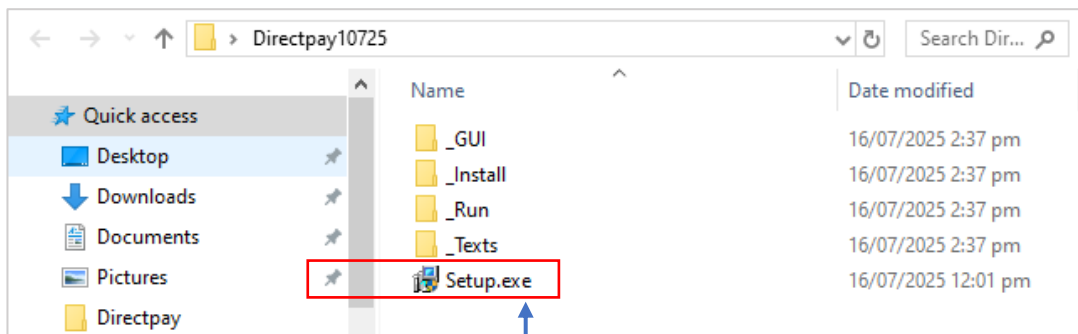 Directpay10725
Search Dir...
Name
Date modified
Quick access
Desktop
Downloads
Documents
Pictures
Directpay
_GUI 16/07/2025 2:37 pm
_Install 16/07/2025 2:37 pm
_Run 16/07/2025 2:37 pm
_Texts 16/07/2025 2:37 pm
Setup.exe 16/07/2025 12:01 pm